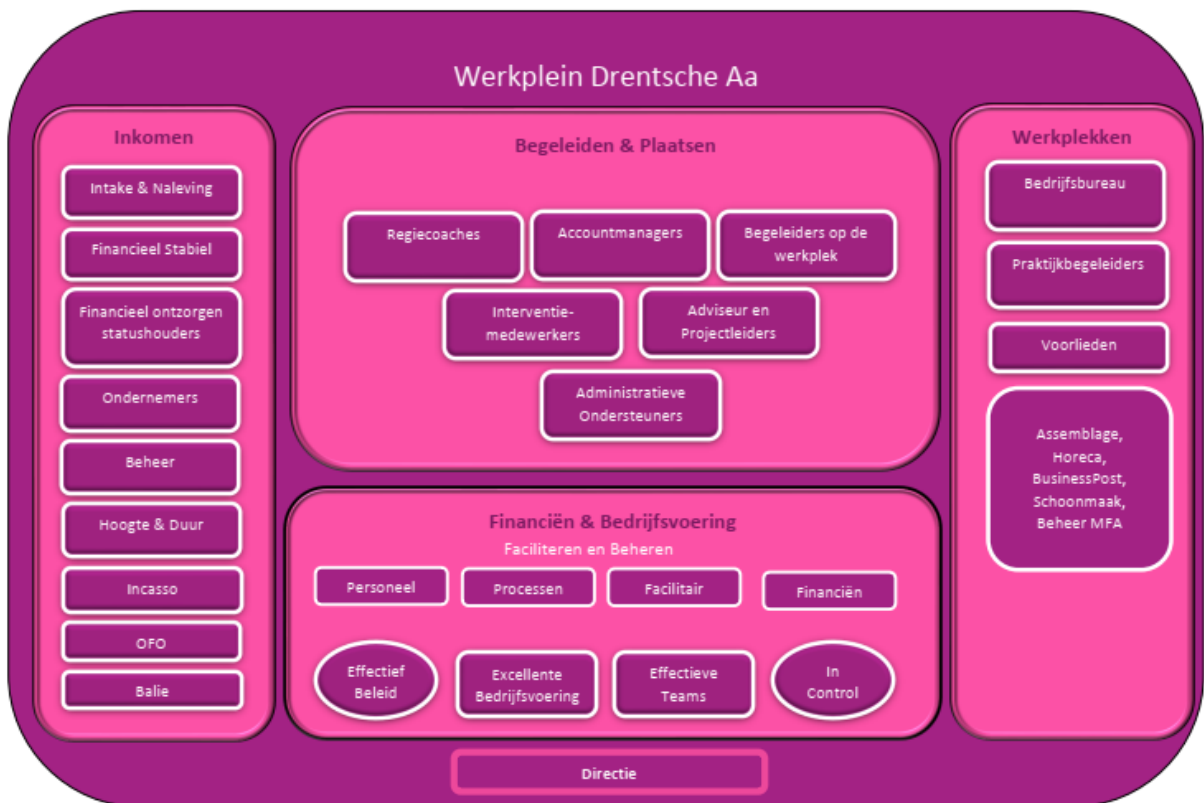 Werkplein Drentsche Aa
Inkomen
Intake & Naleving
Financieel Stabiel
Financieel ontzorgen
statushouders
Ondernemers
Beheer
Hoogte & Duur
Incasso
OFO
Balie
Begeleiden & Plaatsen
Regiecoaches
Accountmanagers
Begeleiders op de
werkplek
Interventie-
medewerkers
Adviseur en
Projectleiders
Administratieve
Ondersteuners
Financiën & Bedrijfsvoering
Faciliteren en Beheren
Personeel
Processen
Facilitair
Financiën
Effectief
Beleid
Excellente
Bedrijfsvoering
Effectieve
Teams
In
Control
Werkplekken
Bedrijfsbureau
Praktijkbegeleiders
Voorlieden
Assemblage,
Horeca,
BusinessPost,
Schoonmaak,
Beheer MFA
Directie